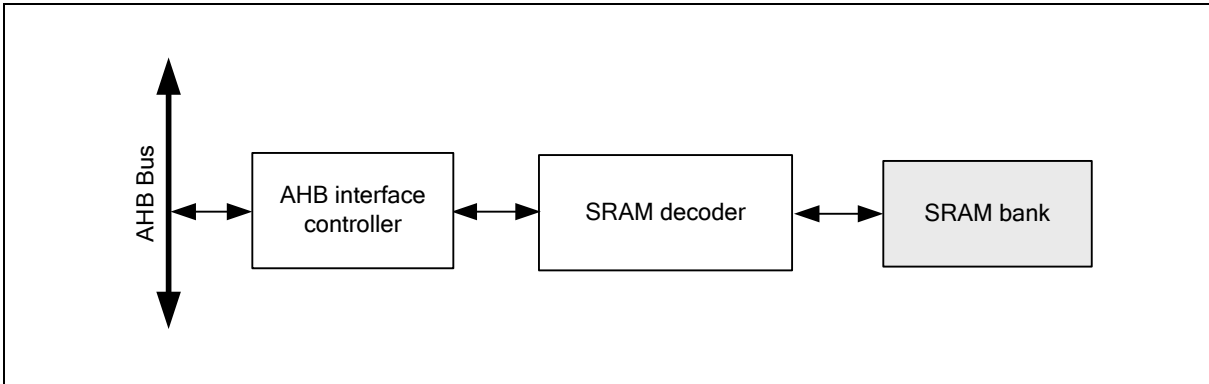 AHB Bus
AHB interface
controller
SRAM decoder
SRAM bank